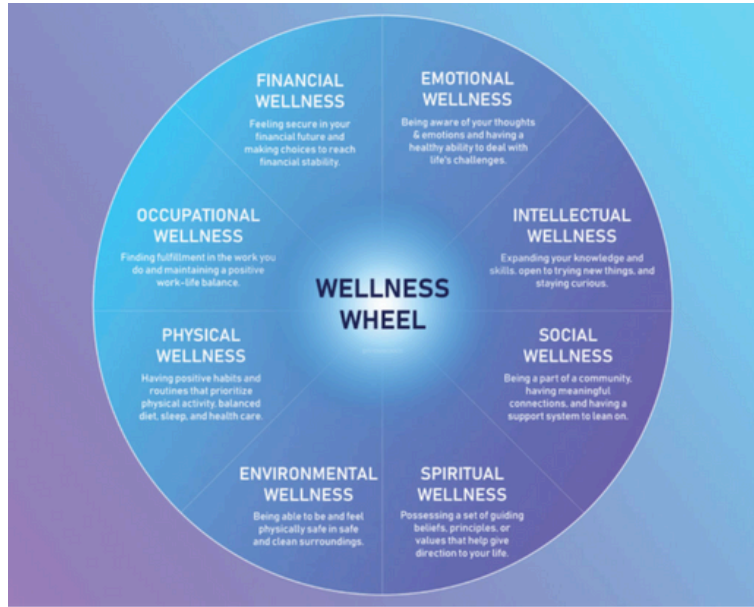 FINANCIAL
WELLNESS
Feeling secure in your
financial future and
making choices to reach
financial stability.
EMOTIONAL
WELLNESS
Being aware of your thoughts
& emotions and having a
healthy ability to deal with
life's challenges.
OCCUPATIONAL
WELLNESS
Finding fulfillment in the work you
do and maintaining a positive
work-life balance.
INTELLECTUAL
WELLNESS
Expanding your knowledge and
skills, open to trying new things, and
staying curious.
WELLNESS
WHEEL
PHYSICAL
WELLNESS
Having positive habits and
routines that prioritize
physical activity, balanced
diet, sleep, and health care.
SOCIAL
WELLNESS
Being a part of a community,
having meaningful
connections, and having a
support system to lean on.
ENVIRONMENTAL
WELLNESS
Being able to be and feel
physically safe in safe
and clean surroundings.
SPIRITUAL
WELLNESS
Possessing a set of guiding
beliefs, principles, or
values that help give
direction to your life.